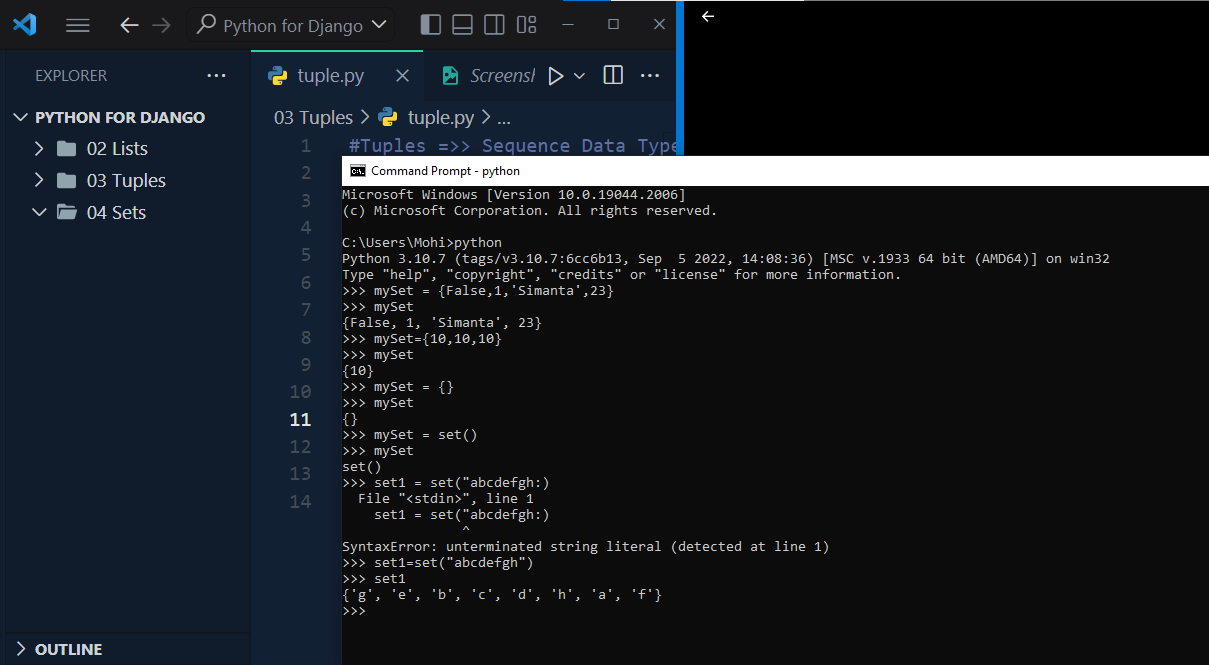 Python for Django
EXPLORER
PYTHON FOR DJANGO
02 Lists
03 Tuples
04 Sets
OUTLINE
tuple.py
Screensl
03 Tuples > tuple.py > ...
1 #Tuples =>> Sequence Data Type
2
3
4
5
6
7
8
9
10
11
12
13
14
Command Prompt - python
Microsoft Windows [Version 10.0.19044.2006]
(c) Microsoft Corporation. All rights reserved.
C:\Users\Mohi>python
Python 3.10.7 (tags/v3.10.7:6cc6b13, Sep  5 2022, 14:08:36) [MSC v.1933 64 bit (AMD64)] on win32
Type "help", "copyright", "credits" or "license" for more information.
>>> mySet = {False,1,'Simanta',23}
>>> mySet
{False, 1, 'Simanta', 23}
>>> mySet={10,10,10}
>>> mySet
{10}
>>> mySet = {}
>>> mySet
{}
>>> mySet = set()
>>> mySet
set()
>>> set1 = set("abcdefgh:)
  File "<stdin>", line 1
    set1 = set("abcdefgh:)
               ^
SyntaxError: unterminated string literal (detected at line 1)
>>> set1=set("abcdefgh")
>>> set1
{'g', 'e', 'b', 'c', 'd', 'h', 'a', 'f'}
>>>